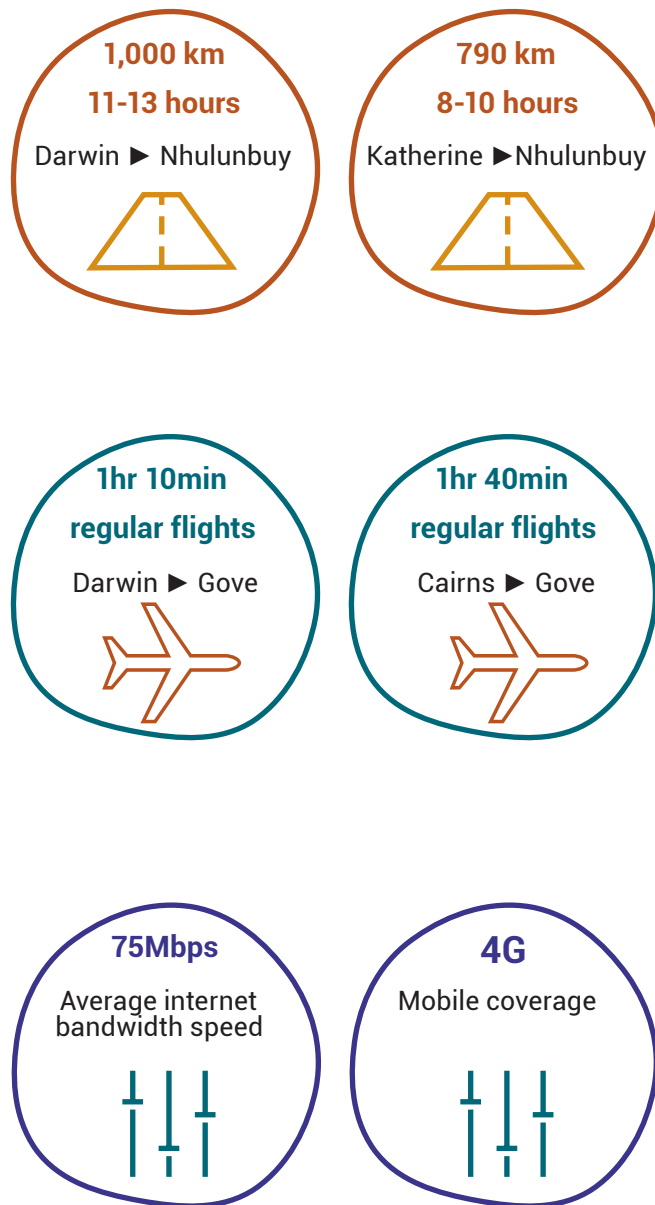 1,000 km
11-13 hours
Darwin ► Nhulunbuy
790 km
8-10 hours
Katherine ►Nhulunbuy
1hr 10min
regular flights
Darwin ► Gove
1hr 40min
regular flights
Cairns ► Gove
75Mbps
Average internet
bandwidth speed
4G
Mobile coverage